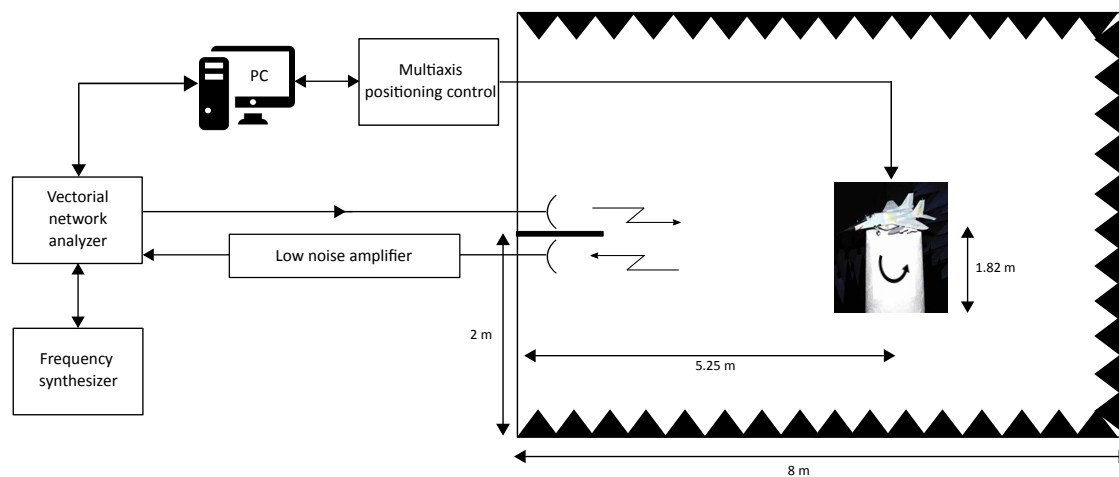 PC
Multiaxis
positioning control
Vectorial
network
analyzer
Low noise amplifier
Frequency
synthesizer
2 m
1.82 m
5.25 m
8 m